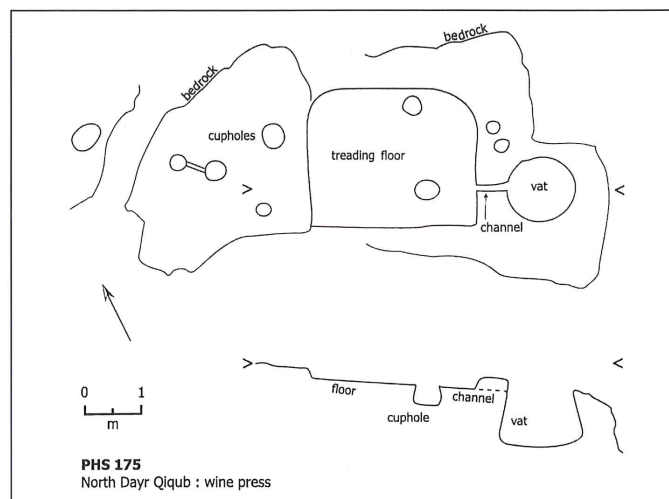 bedrock
bedrock
cupholes
treading floor
vat
channel
> <
> <
floor
channel
cuphole
vat
0 1
m
PHS 175
North Dayr Qiqub : wine press